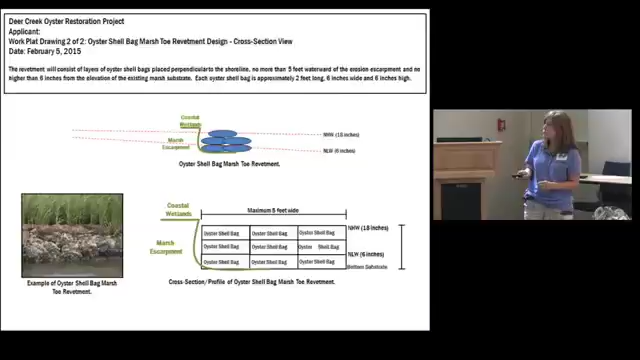 Deer Creek Oyster Restoration Project
Applicant:
Work Plat Drawing 2 of 2: Oyster Shell Bag Marsh Toe Revetment Design - Cross-Section View
Date: February 5, 2015
The revetment will consist of layers of oyster shell bags placed perpendicular to the shoreline, no more than 5 feet waterward of the erosion escarpment and no
higher than 6 inches from the elevation of the existing marsh substrate. Each oyster shell bag is approximately 2 feet long, 6 inches wide and 6 inches high.
Coastal
Wetlands
NHW (18 inches)
Marsh
Escarpment
NLW (6 inches)
Oyster Shell Bag Marsh Toe Revetment.
Coastal
Wetlands
Maximum 5 feet wide
NHW (18 inches)
Oyster Shell Bag Oyster Shell Bag Oyster Shell Bag
Marsh
Escarpment
Oyster Shell Bag Oyster Shell Bag Oyster Shell Bag
NLW (6 inches)
Oyster Shell Bag Oyster Shell Bag Oyster Shell Bag
Bottom Substrate
Example of Oyster Shell Bag Marsh
Toe Revetment.
Cross-Section/ Profile of Oyster Shell Bag Marsh Toe Revetment.